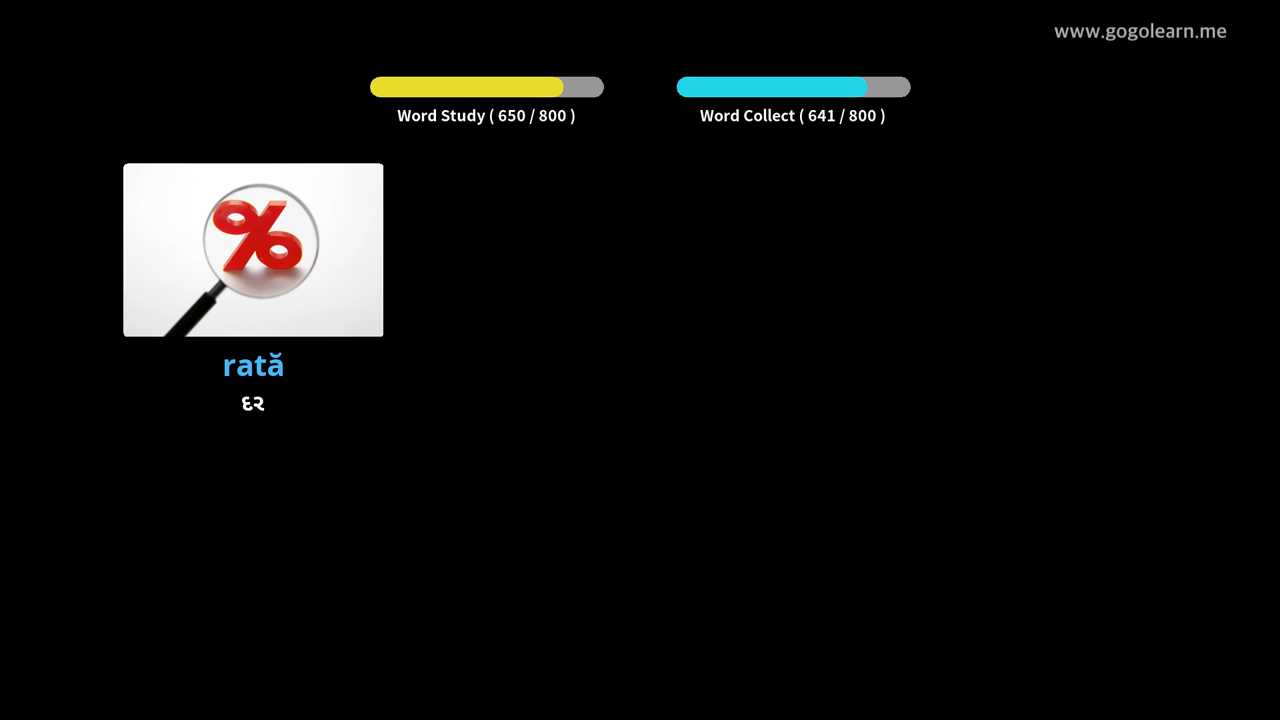 www.gogolearn.me
Word Study ( 650 / 800 )
Word Collect ( 641 / 800 )
%
rată
દર